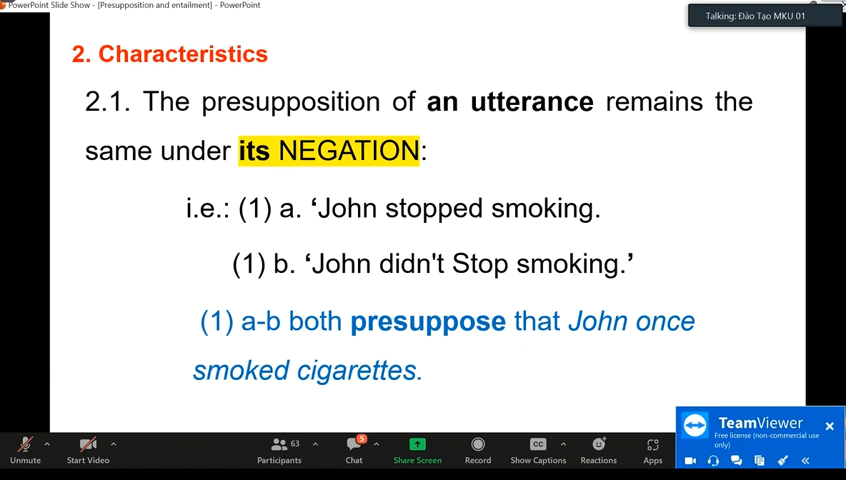 PowerPoint Slide Show - [Presupposition and entailment] - PowerPoint
Talking: Đào Tạo MKU 01
2. Characteristics
2.1. The presupposition of an utterance remains the
same under its NEGATION:
i.e.: (1) a. ‘John stopped smoking.
(1) b. ‘John didn't Stop smoking.’
(1) a-b both presuppose that John once
smoked cigarettes.
TeamViewer
Free license (non-commercial use
only)
5
63
CC
Unmute
Start Video
Participants
Chat
Share Screen
Record
Show Captions
Reactions
Apps